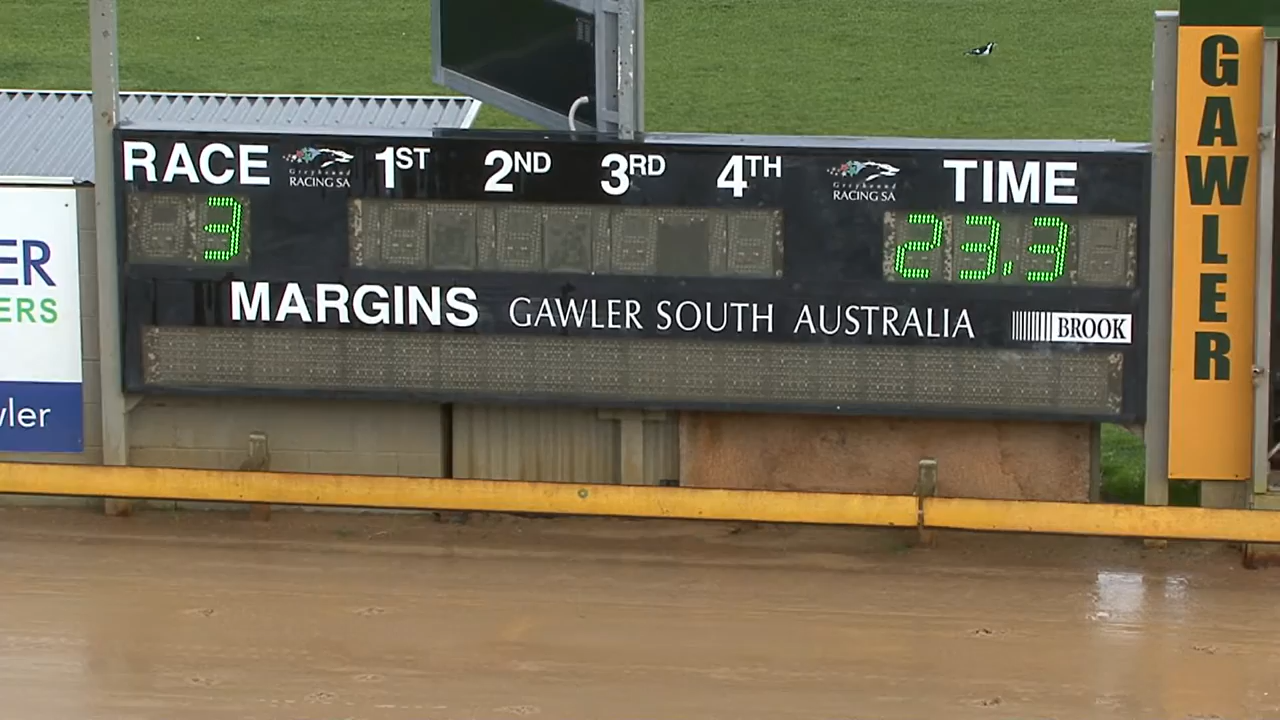 RACE Greyhound RACING SA 1ST 2ND 3RD 4TH Greyhound RACING SA TIME
3 23.3
MARGINS GAWLER SOUTH AUSTRALIA BROOK
GAWLER
ER
ERS
wler